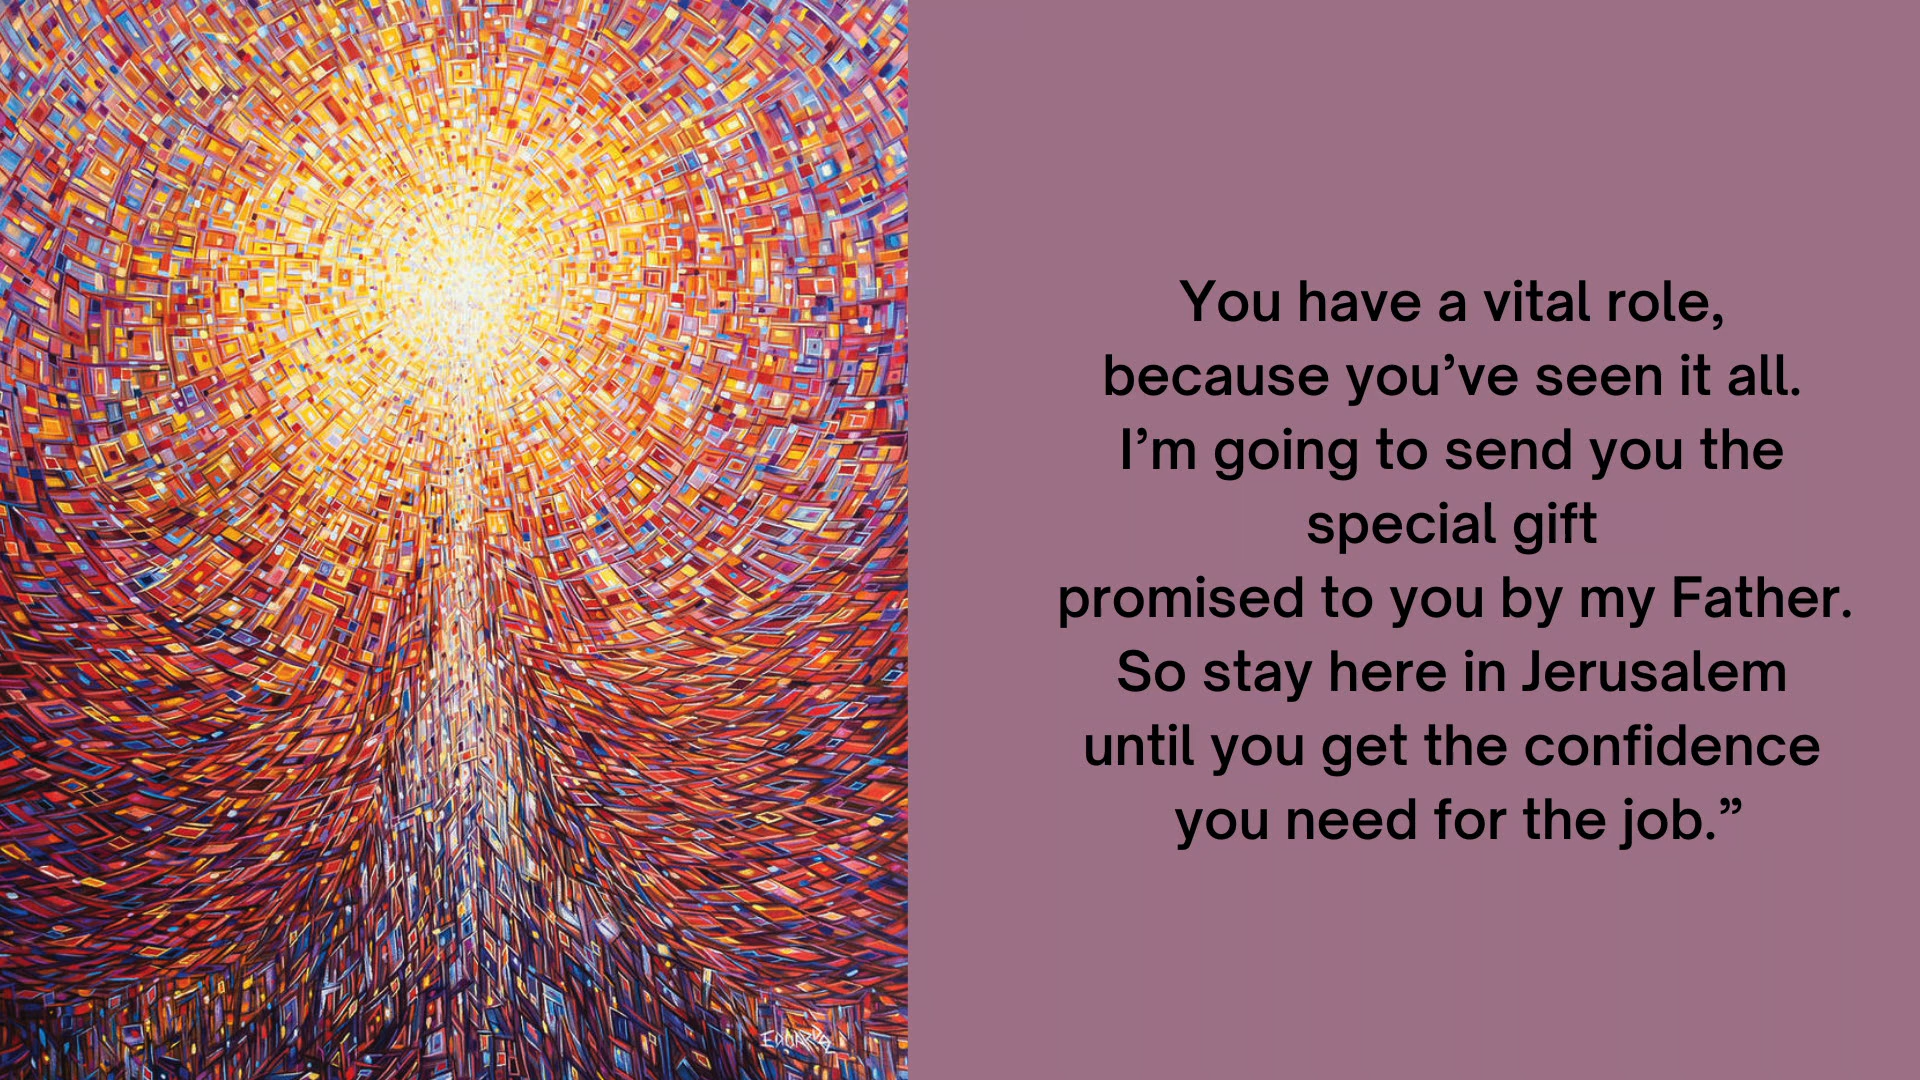 You have a vital role,
because you’ve seen it all.
I’m going to send you the
special gift
promised to you by my Father.
So stay here in Jerusalem
until you get the confidence
you need for the job.”